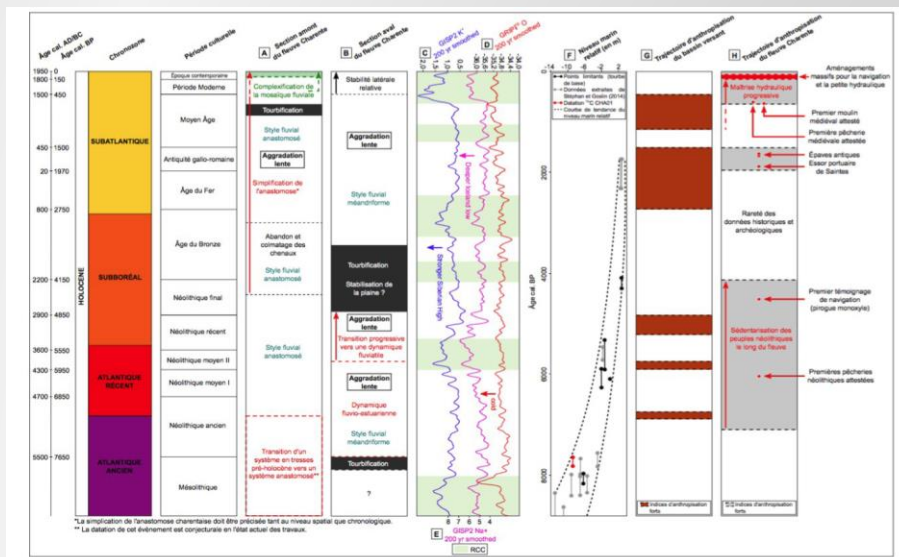 Âge cal. AD/BC
Âge cal. BP
Chronozone
Période culturelle
A
Section amont
du fleuve Charente
B
Section aval
du fleuve Charente
C
GISP2 K+
200 yr smoothed
D
200 yr smoothed
F
Niveau marin
relatif (en m)
G
Trajectoire d'anthropisation
du bassin versant
H
Trajectoire d'anthropisation
du fleuve Charente
1950
1800
1500
450
20
800
2200
2900
3600
4300
4700
5500
0
150
450
1500
1970
2750
4150
4850
5550
5950
6850
7650
HOLOCENE
SUBATLANTIQUE
SUBBORÉAL
ATLANTIQUE
RÉCENT
ATLANTIQUE
ANCIEN
Époque contemporaine
Période Moderne
Moyen Âge
Antiquité gallo-romaine
Âge du Fer
Âge du Bronze
Néolithique final
Néolithique récent
Néolithique moyen II
Néolithique moyen I
Néolithique ancien
Mésolithique
Complexification de
la mosaïque fluviale
Tourbification
Style fluvial
anastomosé
Aggradation
lente
Simplification de
l'anastomose*
Abandon et
colmatage des
chenaux
Style fluvial
anastomosé
Style fluvial
anastomosé
Transition d'un
système en tresses
pré-holocène vers un
système anastomosé**
Stabilité latérale
relative
Aggradation
lente
Style fluvial
méandriforme
Tourbification
Stabilisation de
la plaine ?
Aggradation
lente
Transition progressive
vers une dynamique
fluviatile
Aggradation
lente
Dynamique
fluvio-estuarienne
Style fluvial
méandriforme
Tourbification
?
Stronger Siberian High
Deeper Iceland low
cold
E
GISP2 Na+
200 yr smoothed
RCC
Âge cal. BP
0
2000
4000
6000
8000
-14
-10
-6
-2
2
Points limitants (tourbe
de base)
Données extraites de
Stéphan et Goslin (2014)
Datation 14C CHA01
Courbe de tendance du
niveau marin relatif
Indices d'anthropisation
forts
Maîtrise hydraulique
progressive
Sédentarisation des
peuples néolithiques
le long du fleuve
Indices d'anthropisation
forts
Aménagements
massifs pour la navigation
et la petite hydraulique
Premier moulin
médiéval attesté
Première pêcherie
médiévale attestée
Épaves antiques
Essor portuaire
de Saintes
Rareté des
données historiques et
archéologiques
Premier témoignage
de navigation
(pirogue monoxyle)
Premières pêcheries
néolithiques attestées
*La simplication de l'anastomose charentaise doit être précisée tant au niveau spatial que chronologique.
** La datation de cet événement est conjecturale en l'état actuel des travaux.